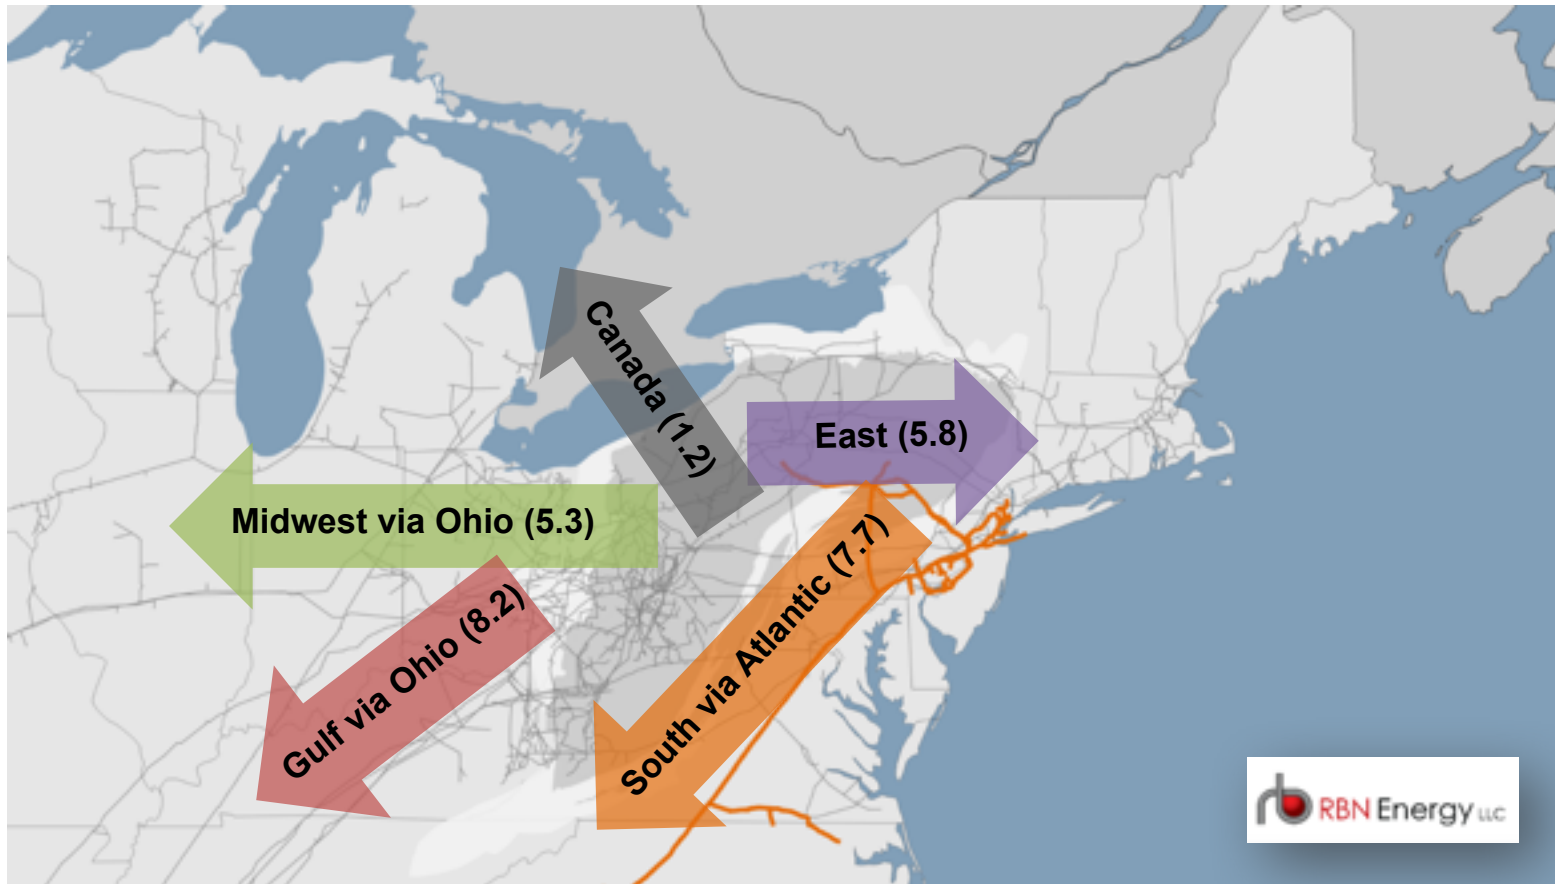 Canada (1.2)
East (5.8)
Midwest via Ohio (5.3)
Gulf via Ohio (8.2)
South via Atlantic (7.7)
RBN Energy LLC